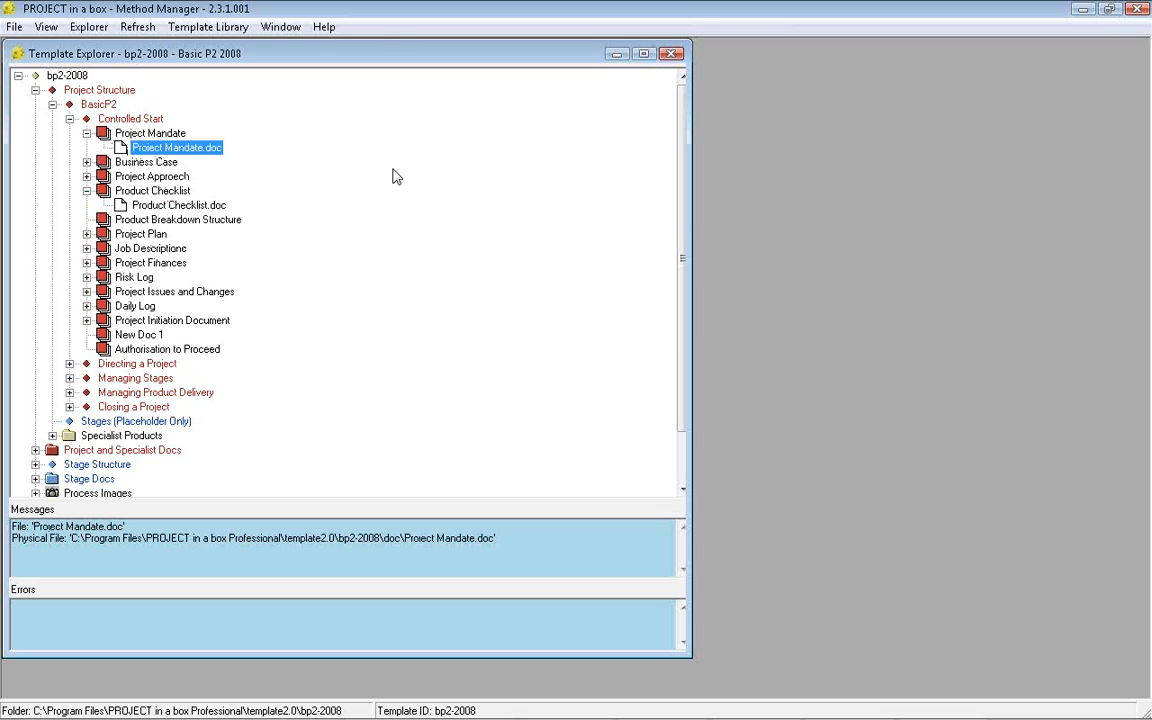 PROJECT in a box - Method Manager - 2.3.1.001
File View Explorer Refresh Template Library Window Help
Template Explorer - bp2-2008 - Basic P2 2008
bp2-2008
Project Structure
BasicP2
Controlled Start
Project Mandate
Project Mandate.doc
Business Case
Project Approach
Product Checklist
Product Checklist.doc
Product Breakdown Structure
Project Plan
Job Descriptions
Project Finances
Risk Log
Project Issues and Changes
Daily Log
Project Initiation Document
New Doc 1
Authorisation to Proceed
Directing a Project
Managing Stages
Managing Product Delivery
Closing a Project
Stages (Placeholder Only)
Specialist Products
Project and Specialist Docs
Stage Structure
Stage Docs
Process Images
Messages
File: 'Project Mandate.doc'
Physical File: 'C:\Program Files\PROJECT in a box Professional\template2.0\bp2-2008\doc\Project Mandate.doc'
Errors
Folder: C:\Program Files\PROJECT in a box Professional\template2.0\bp2-2008 Template ID: bp2-2008